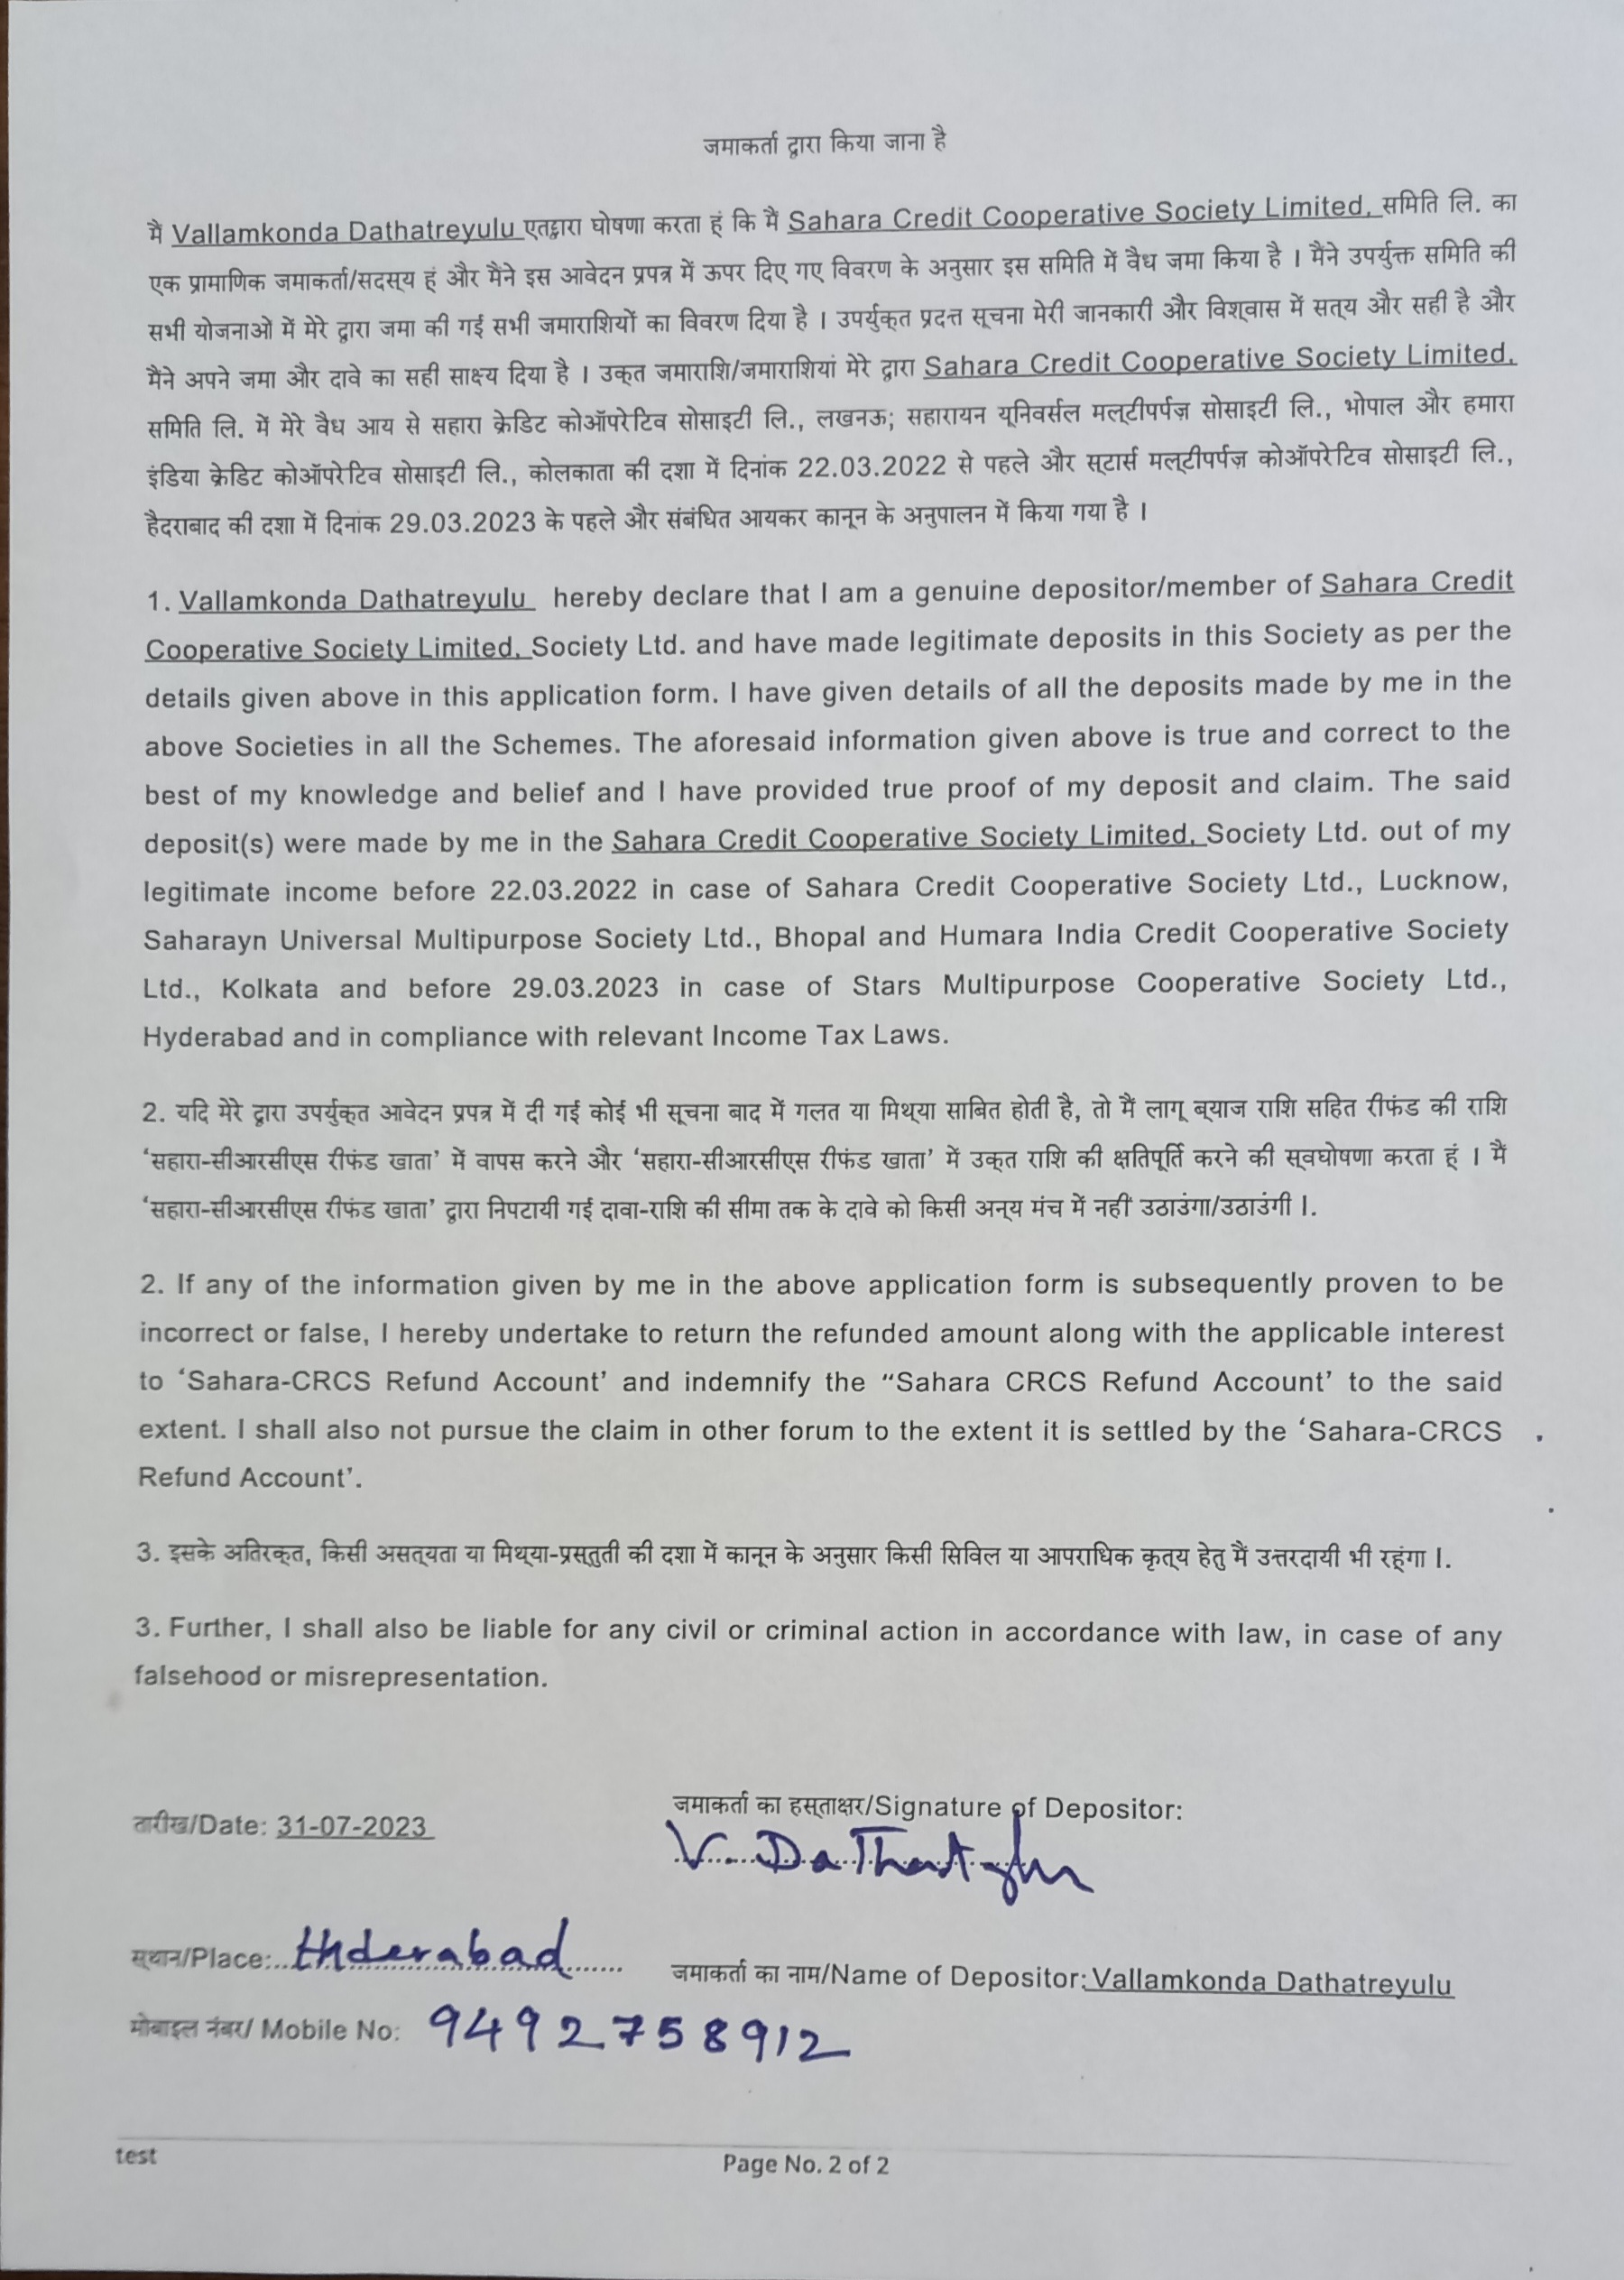 जमाकर्ता द्वारा किया जाना है
मैं Vallamkonda Dathatreyulu एतद्द्वारा घोषणा करता हूं कि मैं Sahara Credit Cooperative Society Limited, समिति लि. का
एक प्रामाणिक जमाकर्ता/सदस्य हूं और मैंने इस आवेदन प्रपत्र में ऊपर दिए गए विवरण के अनुसार इस समिति में वैध जमा किया है । मैंने उपर्युक्त समिति की
सभी योजनाओं में मेरे द्वारा जमा की गई सभी जमाराशियों का विवरण दिया है । उपर्युक्त प्रदत्त सूचना मेरी जानकारी और विश्वास में सत्य और सही है और
मैंने अपने जमा और दावे का सही साक्ष्य दिया है । उक्त जमाराशि/जमाराशियां मेरे द्वारा Sahara Credit Cooperative Society Limited,
समिति लि. में मेरे वैध आय से सहारा क्रेडिट कोऑपरेटिव सोसाइटी लि., लखनऊ; सहारायन यूनिवर्सल मल्टीपर्पज़ सोसाइटी लि., भोपाल और हमारा
इंडिया क्रेडिट कोऑपरेटिव सोसाइटी लि., कोलकाता की दशा में दिनांक 22.03.2022 से पहले और स्टार्स मल्टीपर्पज़ कोऑपरेटिव सोसाइटी लि.,
हैदराबाद की दशा में दिनांक 29.03.2023 के पहले और संबंधित आयकर कानून के अनुपालन में किया गया है ।
1. Vallamkonda Dathatreyulu hereby declare that I am a genuine depositor/member of Sahara Credit
Cooperative Society Limited, Society Ltd. and have made legitimate deposits in this Society as per the
details given above in this application form. I have given details of all the deposits made by me in the
above Societies in all the Schemes. The aforesaid information given above is true and correct to the
best of my knowledge and belief and I have provided true proof of my deposit and claim. The said
deposit(s) were made by me in the Sahara Credit Cooperative Society Limited, Society Ltd. out of my
legitimate income before 22.03.2022 in case of Sahara Credit Cooperative Society Ltd., Lucknow,
Saharayn Universal Multipurpose Society Ltd., Bhopal and Humara India Credit Cooperative Society
Ltd., Kolkata and before 29.03.2023 in case of Stars Multipurpose Cooperative Society Ltd.,
Hyderabad and in compliance with relevant Income Tax Laws.
2. यदि मेरे द्वारा उपर्युक्त आवेदन प्रपत्र में दी गई कोई भी सूचना बाद में गलत या मिथ्या साबित होती है, तो मैं लागू ब्याज राशि सहित रीफंड की राशि
‘सहारा-सीआरसीएस रीफंड खाता’ में वापस करने और ‘सहारा-सीआरसीएस रीफंड खाता’ में उक्त राशि की क्षतिपूर्ति करने की स्वघोषणा करता हूं । मैं
‘सहारा-सीआरसीएस रीफंड खाता’ द्वारा निपटायी गई दावा-राशि की सीमा तक के दावे को किसी अन्य मंच में नहीं उठाउंगा/उठाउंगी ।.
2. If any of the information given by me in the above application form is subsequently proven to be
incorrect or false, I hereby undertake to return the refunded amount along with the applicable interest
to ‘Sahara-CRCS Refund Account’ and indemnify the “Sahara CRCS Refund Account’ to the said
extent. I shall also not pursue the claim in other forum to the extent it is settled by the ‘Sahara-CRCS
Refund Account’.
3. इसके अतिरक्त, किसी असत्यता या मिथ्या-प्रस्तुती की दशा में कानून के अनुसार किसी सिविल या आपराधिक कृत्य हेतु मैं उत्तरदायी भी रहूंगा ।.
3. Further, I shall also be liable for any civil or criminal action in accordance with law, in case of any
falsehood or misrepresentation.
तारीख/Date: 31-07-2023
जमाकर्ता का हस्ताक्षर/Signature of Depositor:
स्थान/Place: Hderabad
जमाकर्ता का नाम/Name of Depositor: Vallamkonda Dathatreyulu
मोबाइल नंबर/ Mobile No: 9492758912
test
Page No. 2 of 2